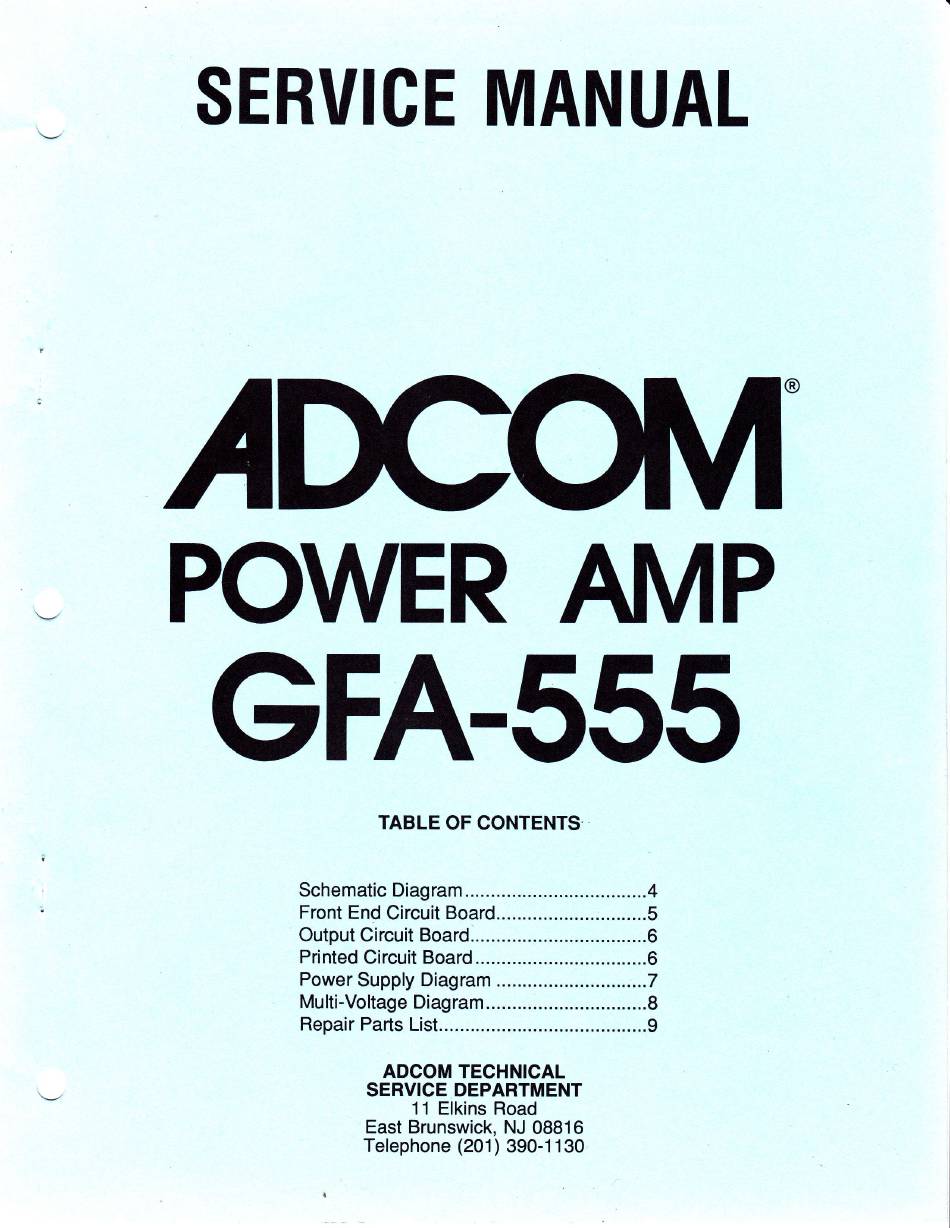 SERVICE MANUAL
ADCOM®
POWER AMP
GFA-555
TABLE OF CONTENTS
Schematic Diagram...................................4
Front End Circuit Board.............................5
Output Circuit Board..................................6
Printed Circuit Board.................................6
Power Supply Diagram .............................7
Multi-Voltage Diagram...............................8
Repair Parts List........................................9
ADCOM TECHNICAL
SERVICE DEPARTMENT
11 Elkins Road
East Brunswick, NJ 08816
Telephone (201) 390-1130